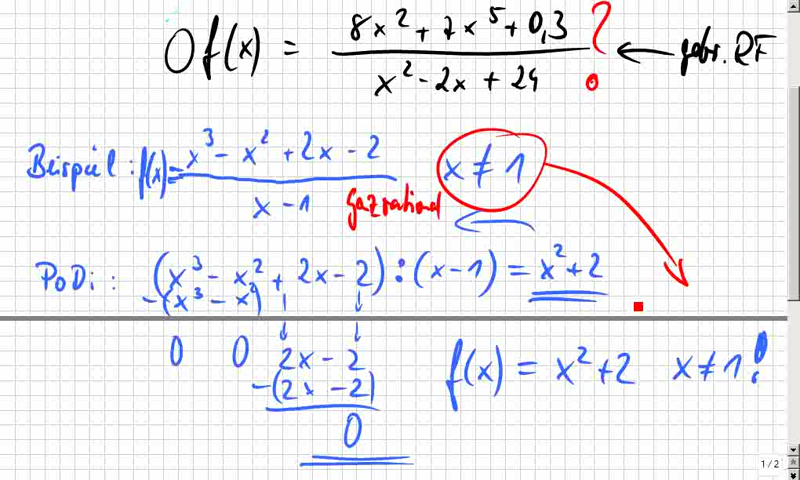 f(x) = (8x² + 7x⁵ + 0,3)/(x² - 2x + 24) ? ← gebr. RF
Beispiel: f(x) = (x³ - x² + 2x - 2)/(x - 1) x ≠ 1
gazrational
PoDi: (x³ - x² + 2x - 2) : (x - 1) = x² + 2
-(x³ - x²) ↓ ↓
0 0 2x - 2
-(2x - 2)
0
f(x) = x² + 2 x ≠ 1!
1/2